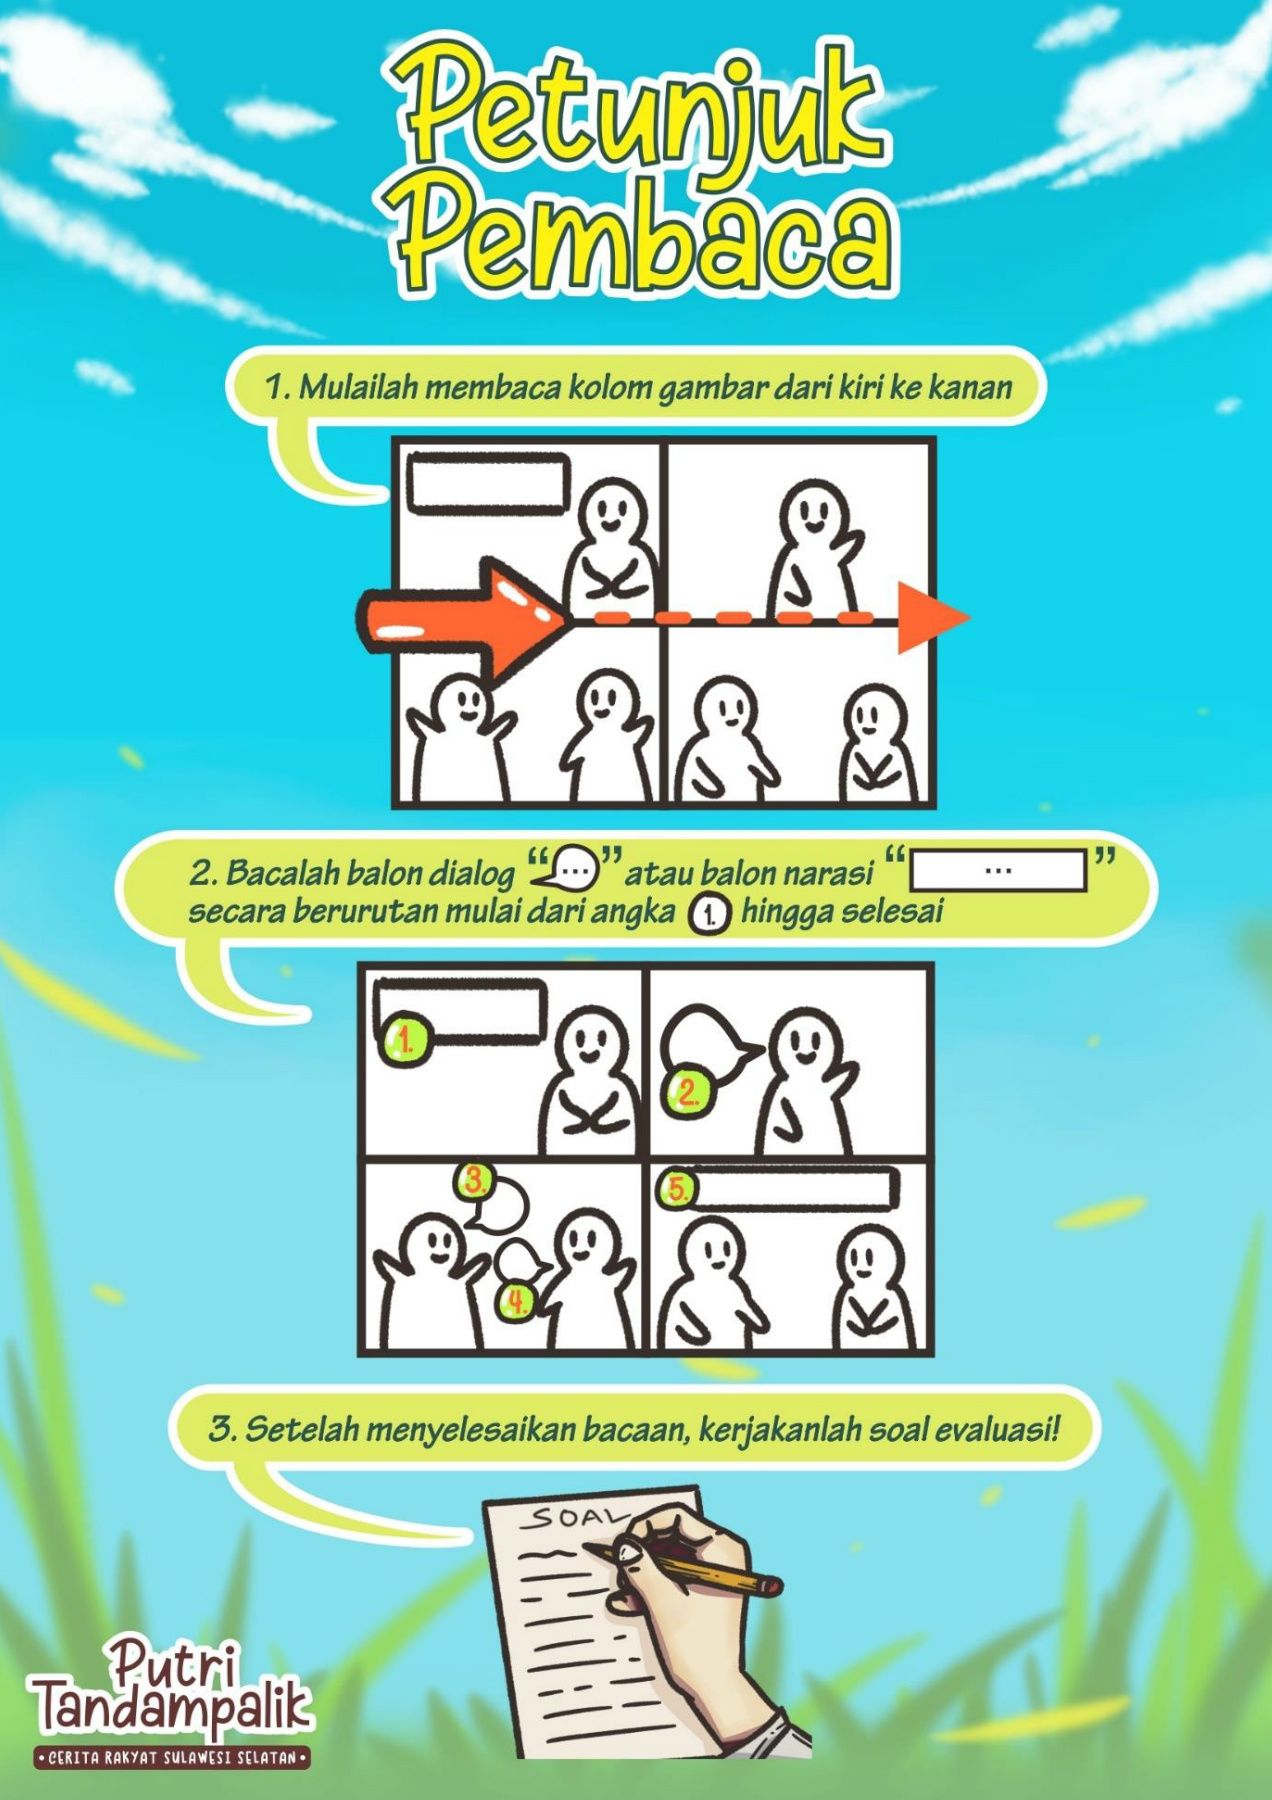 Petunjuk
Pembaca
1. Mulailah membaca kolom gambar dari kiri ke kanan
2. Bacalah balon dialog “...” atau balon narasi “...”
secara berurutan mulai dari angka 1. hingga selesai
1.
2.
3.
4.
5.
3. Setelah menyelesaikan bacaan, kerjakanlah soal evaluasi!
SOAL
Putri
Tandampalik
• CERITA RAKYAT SULAWESI SELATAN •